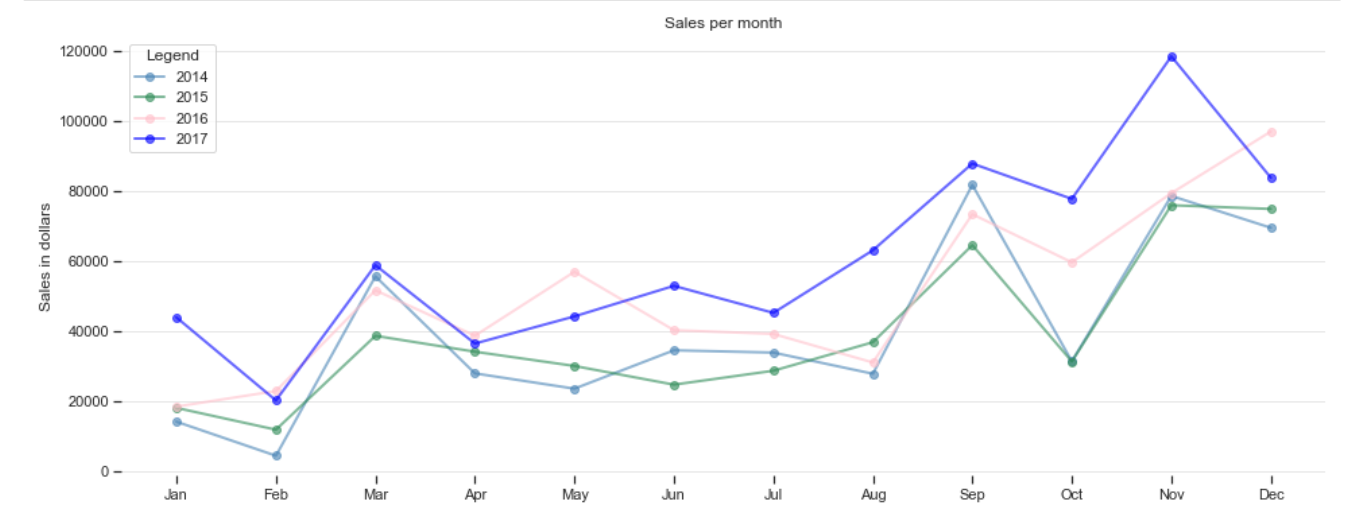 Sales per month
Sales in dollars
120000
100000
80000
60000
40000
20000
0
Legend
2014
2015
2016
2017
Jan Feb Mar Apr May Jun Jul Aug Sep Oct Nov Dec